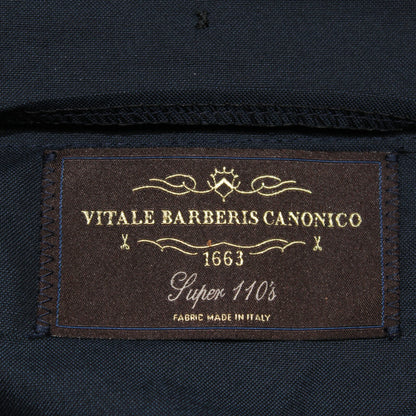 VITALE BARBERIS CANONICO
1663
Super 110's
FABRIC MADE IN ITALY